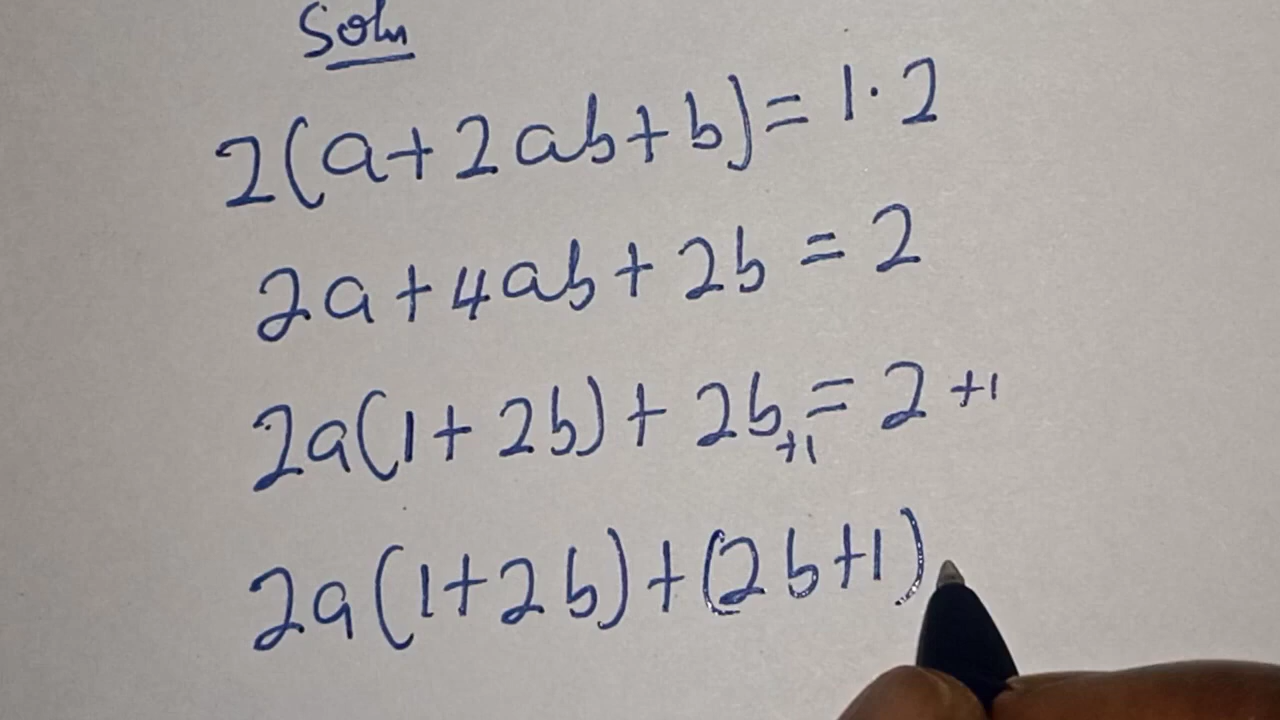 Soln
2(a+2ab+b)=1·2
2a+4ab+2b=2
2a(1+2b)+2b+1=2+1
2a(1+2b)+(2b+1)